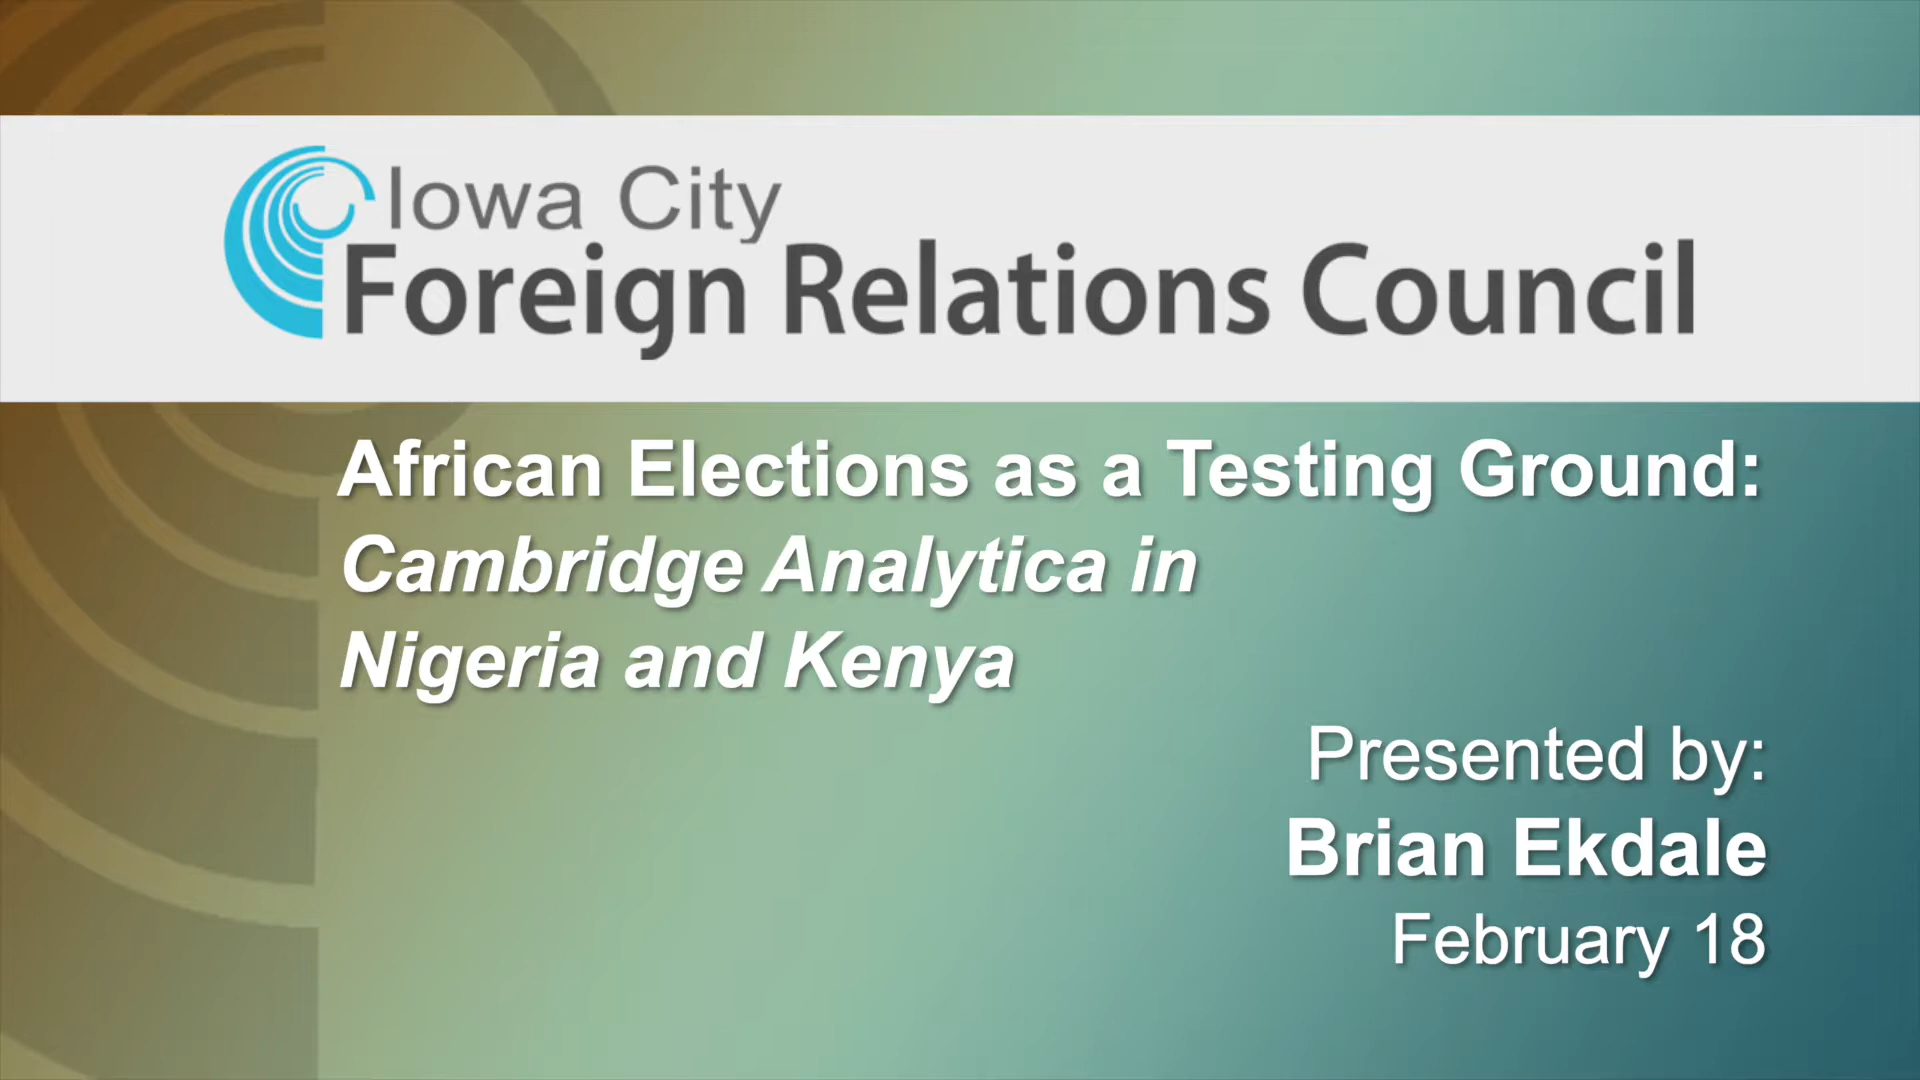 Iowa City
Foreign Relations Council
African Elections as a Testing Ground:
Cambridge Analytica in
Nigeria and Kenya
Presented by:
Brian Ekdale
February 18